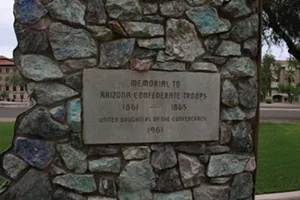 MEMORIAL TO
ARIZONA CONFEDERATE TROOPS
1861 — 1865
UNITED DAUGHTERS OF THE CONFEDERACY
1961